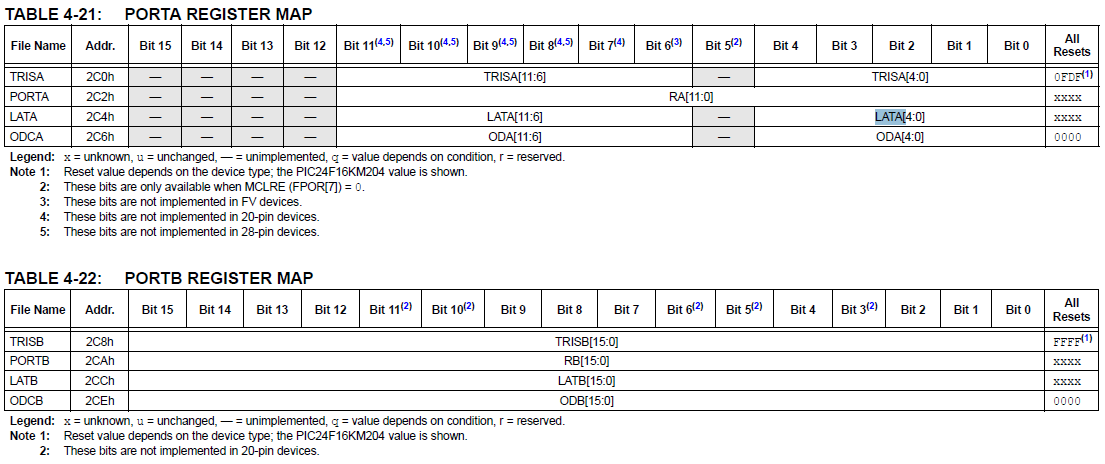 TABLE 4-21: PORTA REGISTER MAP
File Name Addr. Bit 15 Bit 14 Bit 13 Bit 12 Bit 11(4,5) Bit 10(4,5) Bit 9(4,5) Bit 8(4,5) Bit 7(4) Bit 6(3) Bit 5(2) Bit 4 Bit 3 Bit 2 Bit 1 Bit 0 All Resets
TRISA 2C0h — — — — TRISA[11:6] — TRISA[4:0] 0FDF(1)
PORTA 2C2h — — — — RA[11:0] xxxx
LATA 2C4h — — — — LATA[11:6] — LATA[4:0] xxxx
ODCA 2C6h — — — — ODA[11:6] — ODA[4:0] 0000
Legend: x = unknown, u = unchanged, — = unimplemented, q = value depends on condition, r = reserved.
Note 1: Reset value depends on the device type; the PIC24F16KM204 value is shown.
2: These bits are only available when MCLRE (FPOR[7]) = 0.
3: These bits are not implemented in FV devices.
4: These bits are not implemented in 20-pin devices.
5: These bits are not implemented in 28-pin devices.
TABLE 4-22: PORTB REGISTER MAP
File Name Addr. Bit 15 Bit 14 Bit 13 Bit 12 Bit 11(2) Bit 10(2) Bit 9 Bit 8 Bit 7 Bit 6(2) Bit 5(2) Bit 4 Bit 3(2) Bit 2 Bit 1 Bit 0 All Resets
TRISB 2C8h TRISB[15:0] FFFF(1)
PORTB 2CAh RB[15:0] xxxx
LATB 2CCh LATB[15:0] xxxx
ODCB 2CEh ODB[15:0] 0000
Legend: x = unknown, u = unchanged, — = unimplemented, q = value depends on condition, r = reserved.
Note 1: Reset value depends on the device type; the PIC24F16KM204 value is shown.
2: These bits are not implemented in 20-pin devices.